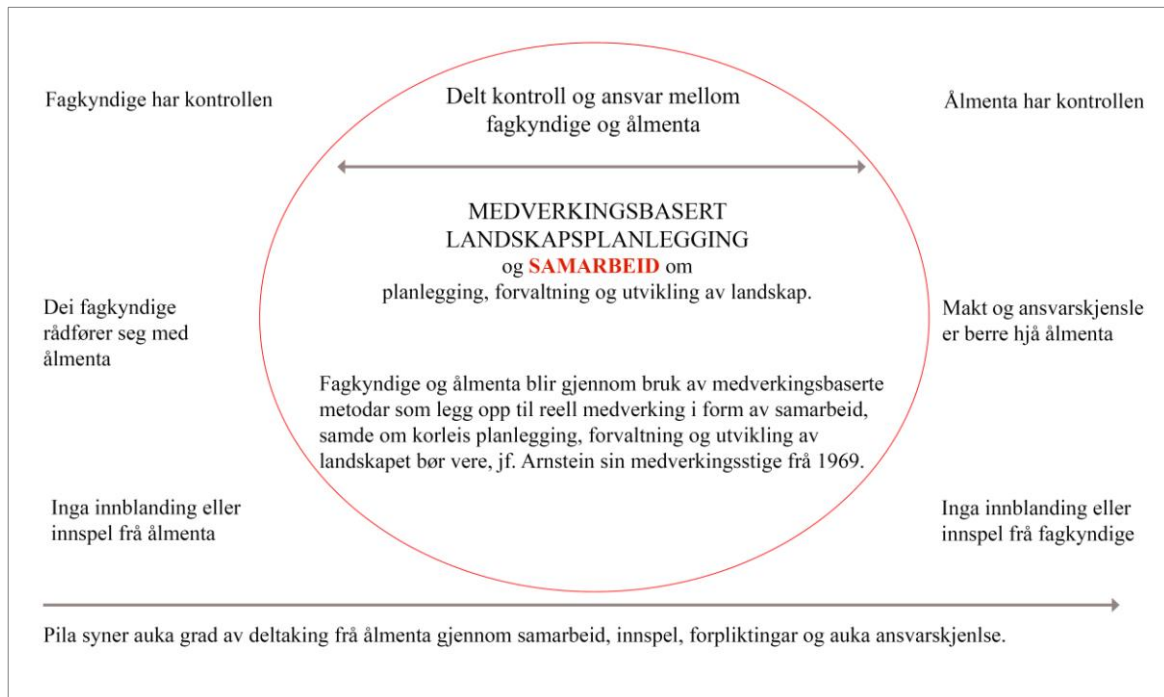 Fagkyndige har kontrollen
Delt kontroll og ansvar mellom
fagkyndige og ålmenta
Ålmenta har kontrollen
MEDVERKINGSBASERT
LANDSKAPSPLANLEGGING
og SAMARBEID om
planlegging, forvaltning og utvikling av landskap.
Dei fagkyndige
rådfører seg med
ålmenta
Makt og ansvarskjensle
er berre hjå ålmenta
Fagkyndige og ålmenta blir gjennom bruk av medverkingsbaserte
metodar som legg opp til reell medverking i form av samarbeid,
samde om korleis planlegging, forvaltning og utvikling av
landskapet bør vere, jf. Arnstein sin medverkingsstige frå 1969.
Inga innblanding eller
innspel frå ålmenta
Inga innblanding eller
innspel frå fagkyndige
Pila syner auka grad av deltaking frå ålmenta gjennom samarbeid, innspel, forpliktingar og auka ansvarskjenlse.